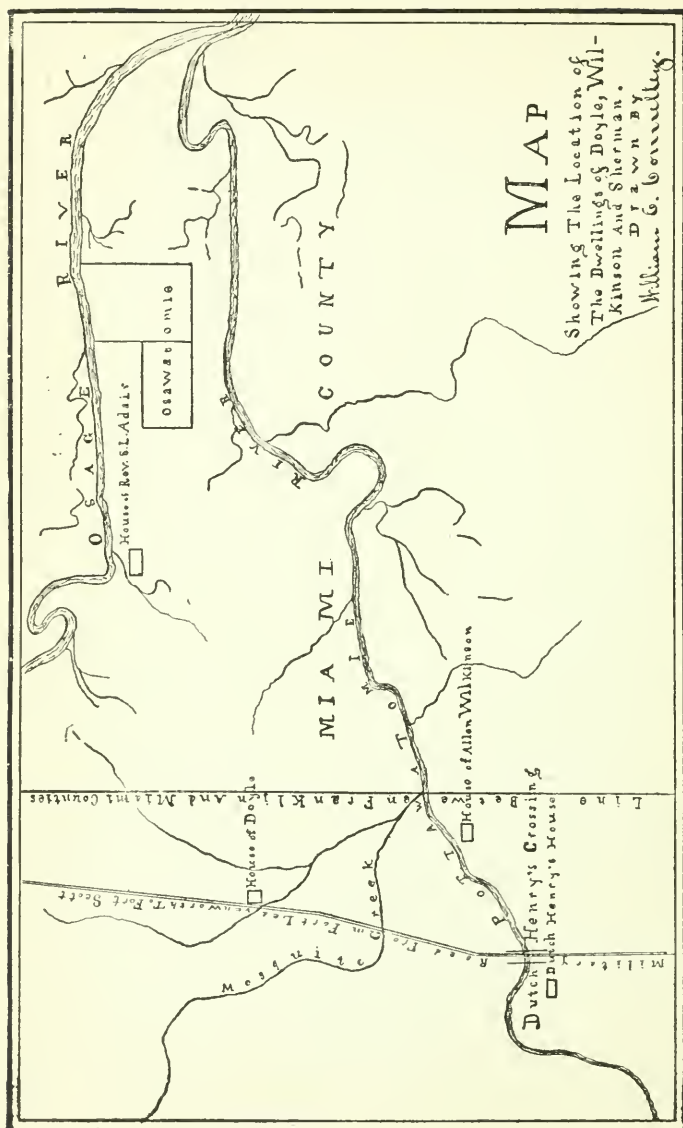 MAP
Showing The Location of
The Dwellings of Doyle, Wil-
kinson And Sherman.
Drawn By
William E. Connelley.
OSAGE RIVER
Osawatomie
House of Rev. S. L. Adair
MIAMI COUNTY
POTTAWATOMIE RIVER
House of Doyle
Line Between Franklin And Miami Counties
House of Allen Wilkinson
Mosquito Creek
Military Road From Fort Leavenworth To Fort Scott
Dutch Henry's Crossing
Dutch Henry's House